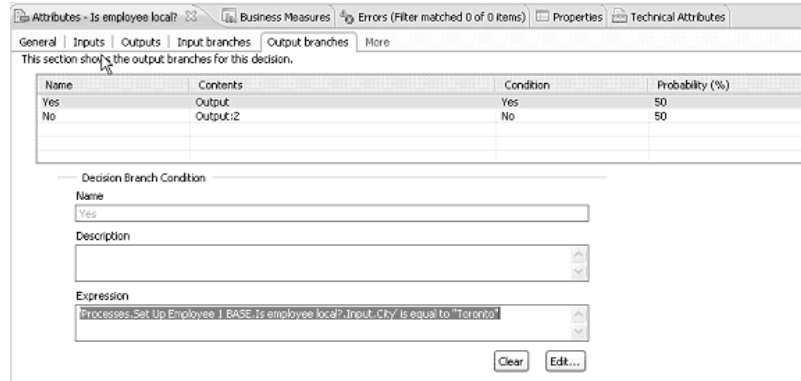 Attributes - Is employee local? Business Measures Errors (Filter matched 0 of 0 items) Properties Technical Attributes
General Inputs Outputs Input branches Output branches More
This section shows the output branches for this decision.
Name Contents Condition Probability (%)
Yes Output Yes 50
No Output:2 No 50
Decision Branch Condition
Name
Yes
Description
Expression
'Processes.Set Up Employee 1 BASE.Is employee local?.Input.City' is equal to "Toronto"
Clear Edit...